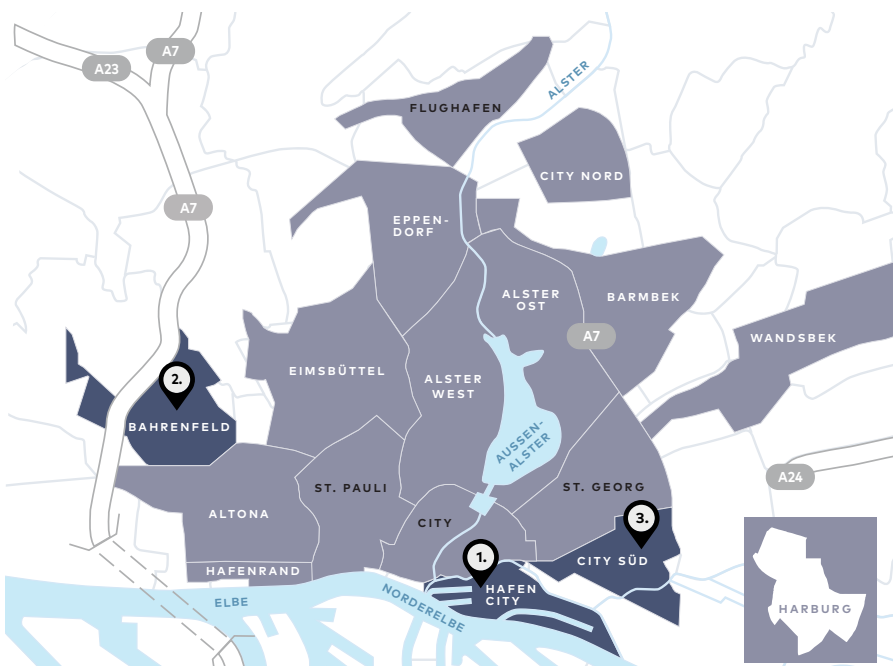 A7
A23
ALSTER
FLUGHAFEN
CITY NORD
A7
EPPEN-
DORF
ALSTER
OST
BARMBEK
A7
WANDSBEK
EIMSBÜTTEL
2.
ALSTER
WEST
BAHRENFELD
AUSSEN-
ALSTER
ST. PAULI
ST. GEORG
A24
ALTONA
CITY
3.
HAFENRAND
1.
CITY SÜD
HAFEN
CITY
ELBE
NORDERELBE
HARBURG